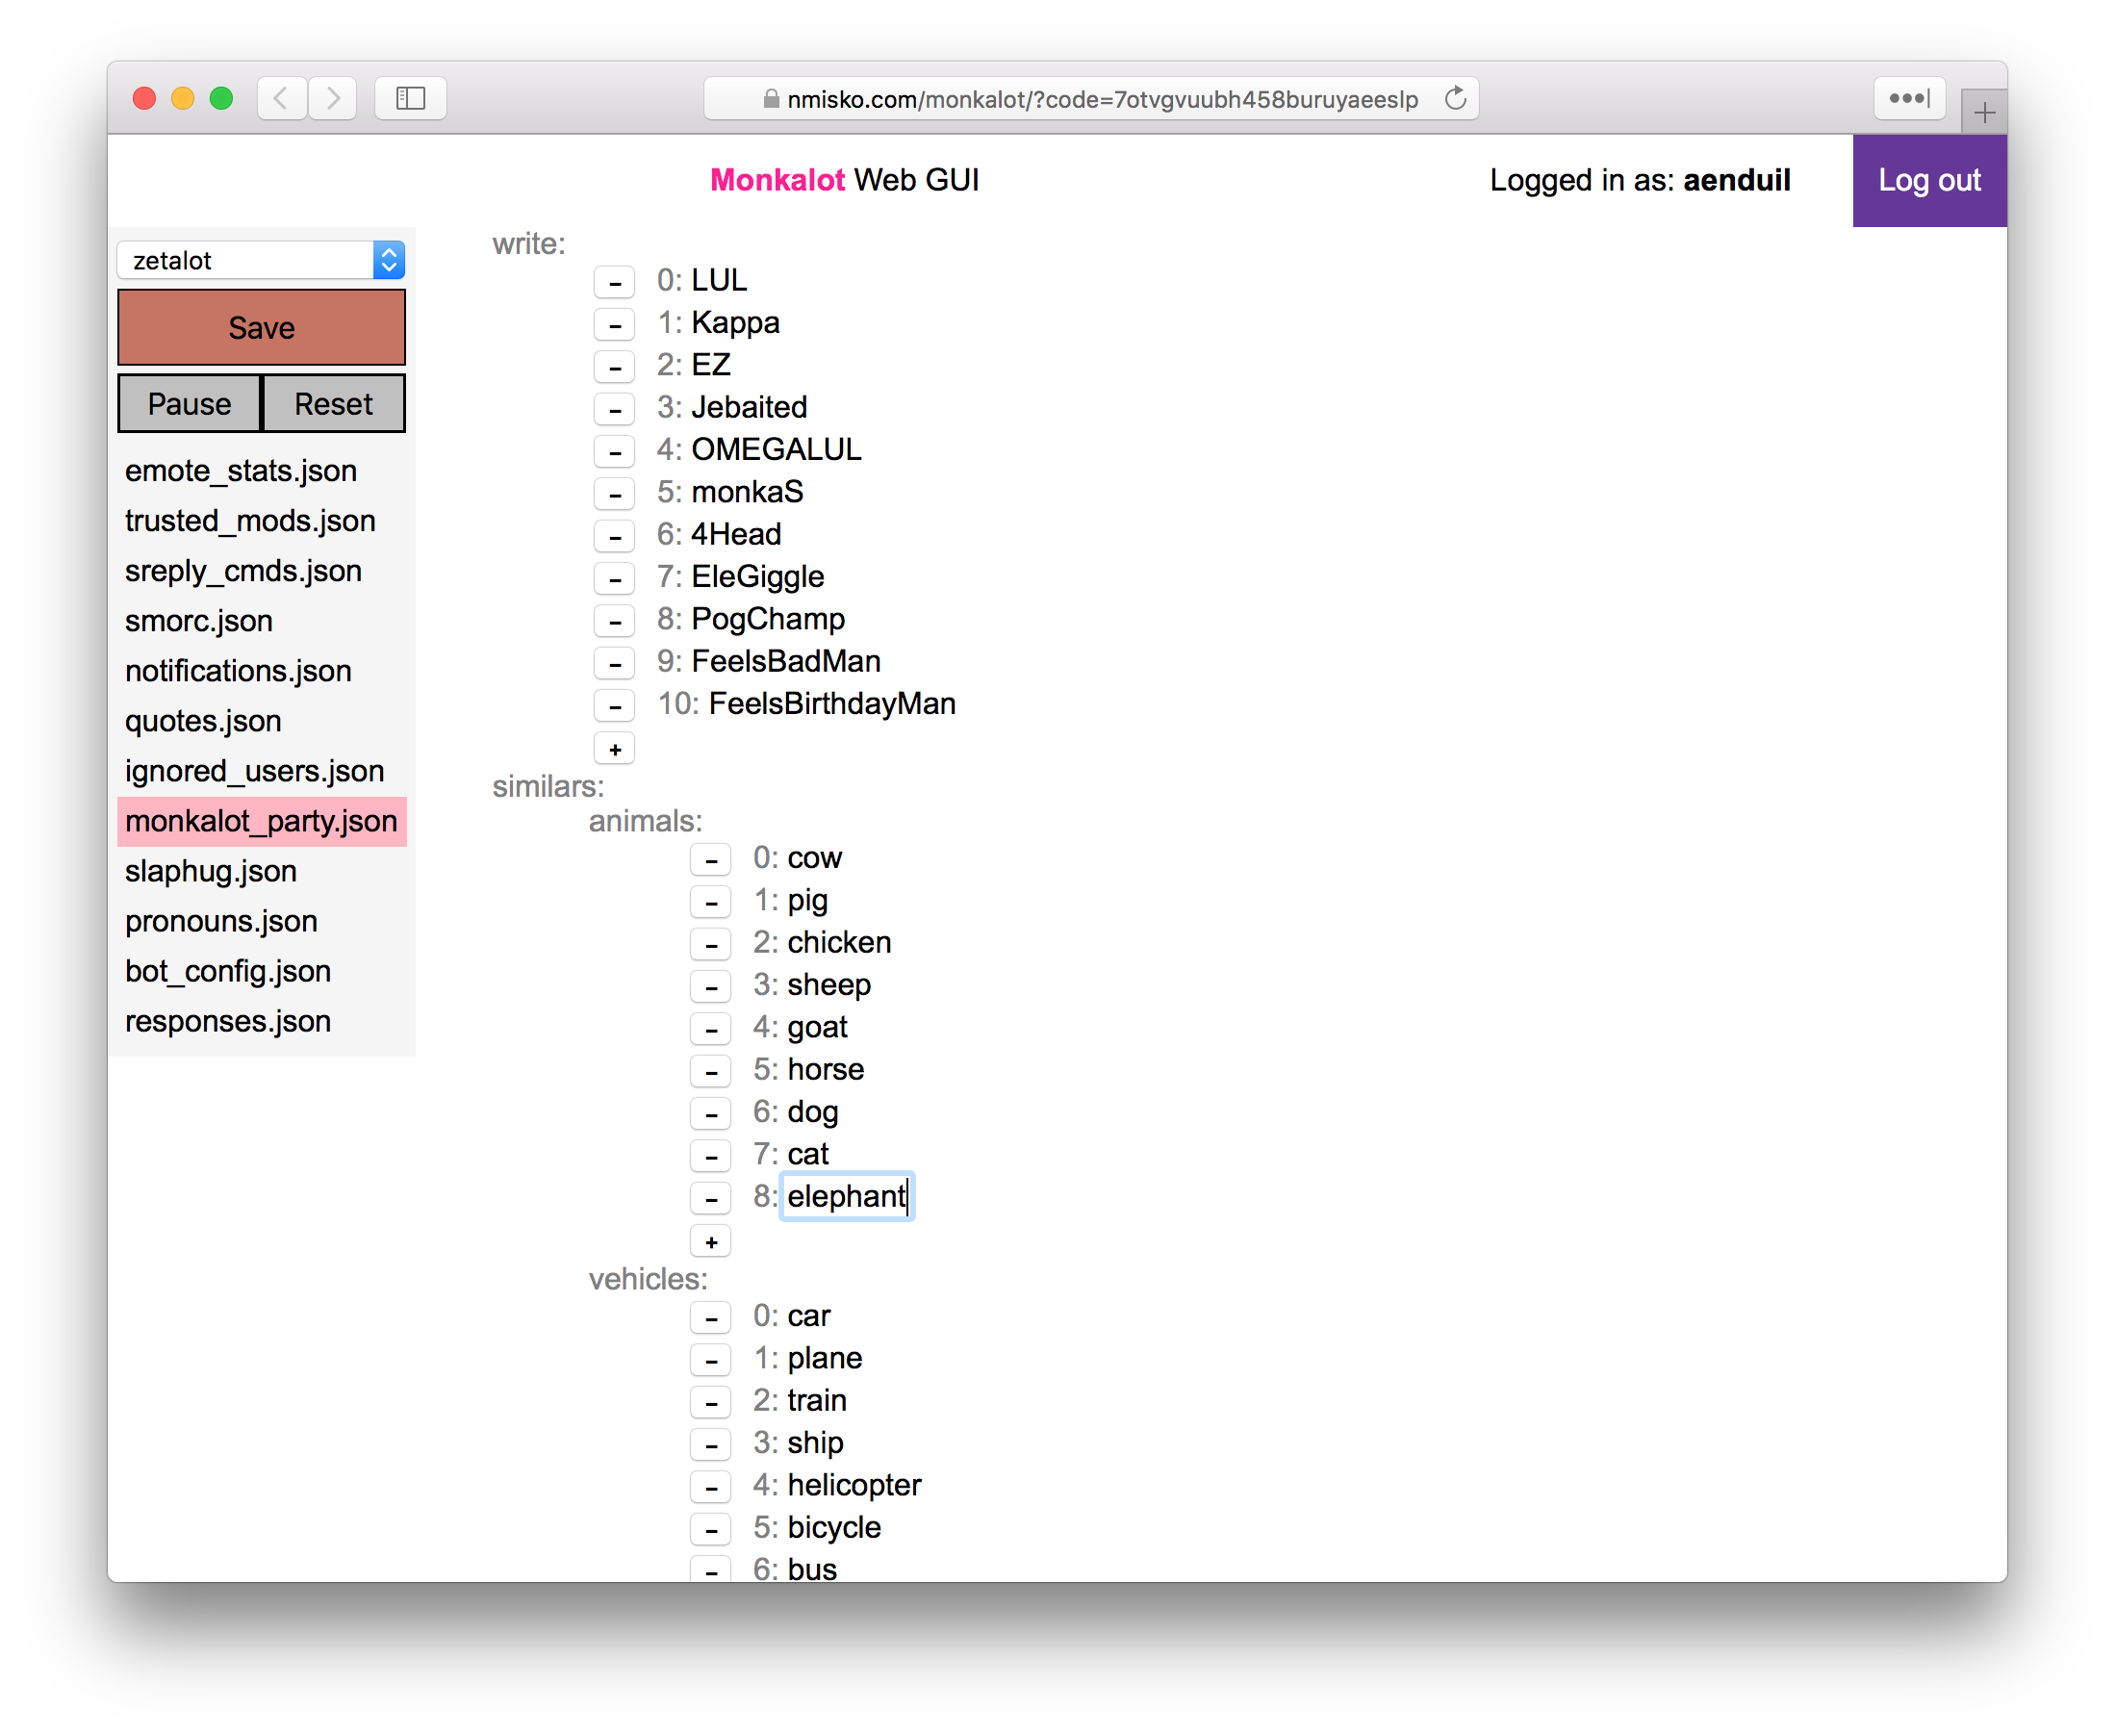 nmisko.com/monkalot/?code=7otvgvuubh458buruyaeeslp
Monkalot Web GUI
Logged in as: aenduil
Log out
zetalot
Save
Pause Reset
emote_stats.json
trusted_mods.json
sreply_cmds.json
smorc.json
notifications.json
quotes.json
ignored_users.json
monkalot_party.json
slaphug.json
pronouns.json
bot_config.json
responses.json
write:
- 0: LUL
- 1: Kappa
- 2: EZ
- 3: Jebaited
- 4: OMEGALUL
- 5: monkaS
- 6: 4Head
- 7: EleGiggle
- 8: PogChamp
- 9: FeelsBadMan
- 10: FeelsBirthdayMan
+
similars:
animals:
- 0: cow
- 1: pig
- 2: chicken
- 3: sheep
- 4: goat
- 5: horse
- 6: dog
- 7: cat
- 8: elephant
+
vehicles:
- 0: car
- 1: plane
- 2: train
- 3: ship
- 4: helicopter
- 5: bicycle
- 6: bus